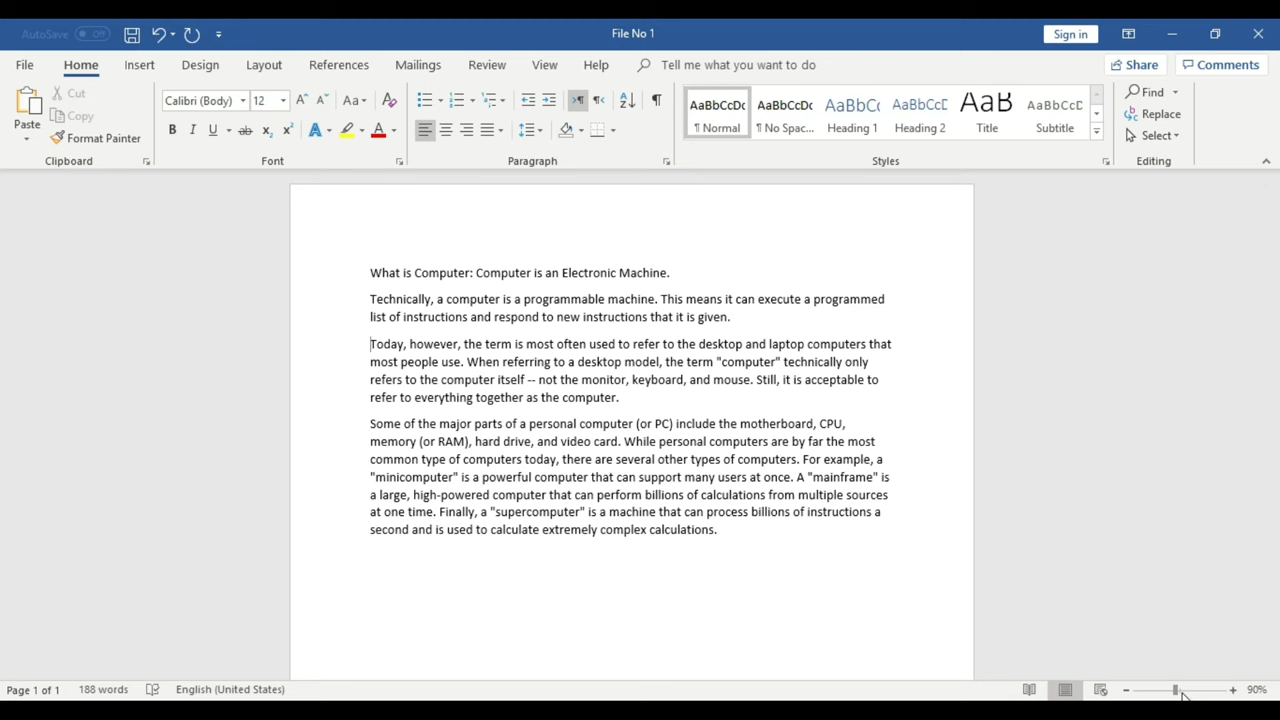 AutoSave Off File No 1 Sign in
File Home Insert Design Layout References Mailings Review View Help Tell me what you want to do Share Comments
Cut Calibri (Body) 12 Aa AaBbCcDc AaBbCcDc AaBbCc AaBbCcC AaB AaBbCcC Find
Paste Copy Replace
Format Painter B I U ab x₂ x² A A ¶ Normal ¶ No Spac... Heading 1 Heading 2 Title Subtitle Select
Clipboard Font Paragraph Styles Editing
What is Computer: Computer is an Electronic Machine.
Technically, a computer is a programmable machine. This means it can execute a programmed
list of instructions and respond to new instructions that it is given.
Today, however, the term is most often used to refer to the desktop and laptop computers that
most people use. When referring to a desktop model, the term "computer" technically only
refers to the computer itself -- not the monitor, keyboard, and mouse. Still, it is acceptable to
refer to everything together as the computer.
Some of the major parts of a personal computer (or PC) include the motherboard, CPU,
memory (or RAM), hard drive, and video card. While personal computers are by far the most
common type of computers today, there are several other types of computers. For example, a
"minicomputer" is a powerful computer that can support many users at once. A "mainframe" is
a large, high-powered computer that can perform billions of calculations from multiple sources
at one time. Finally, a "supercomputer" is a machine that can process billions of instructions a
second and is used to calculate extremely complex calculations.
Page 1 of 1 188 words English (United States) 90%